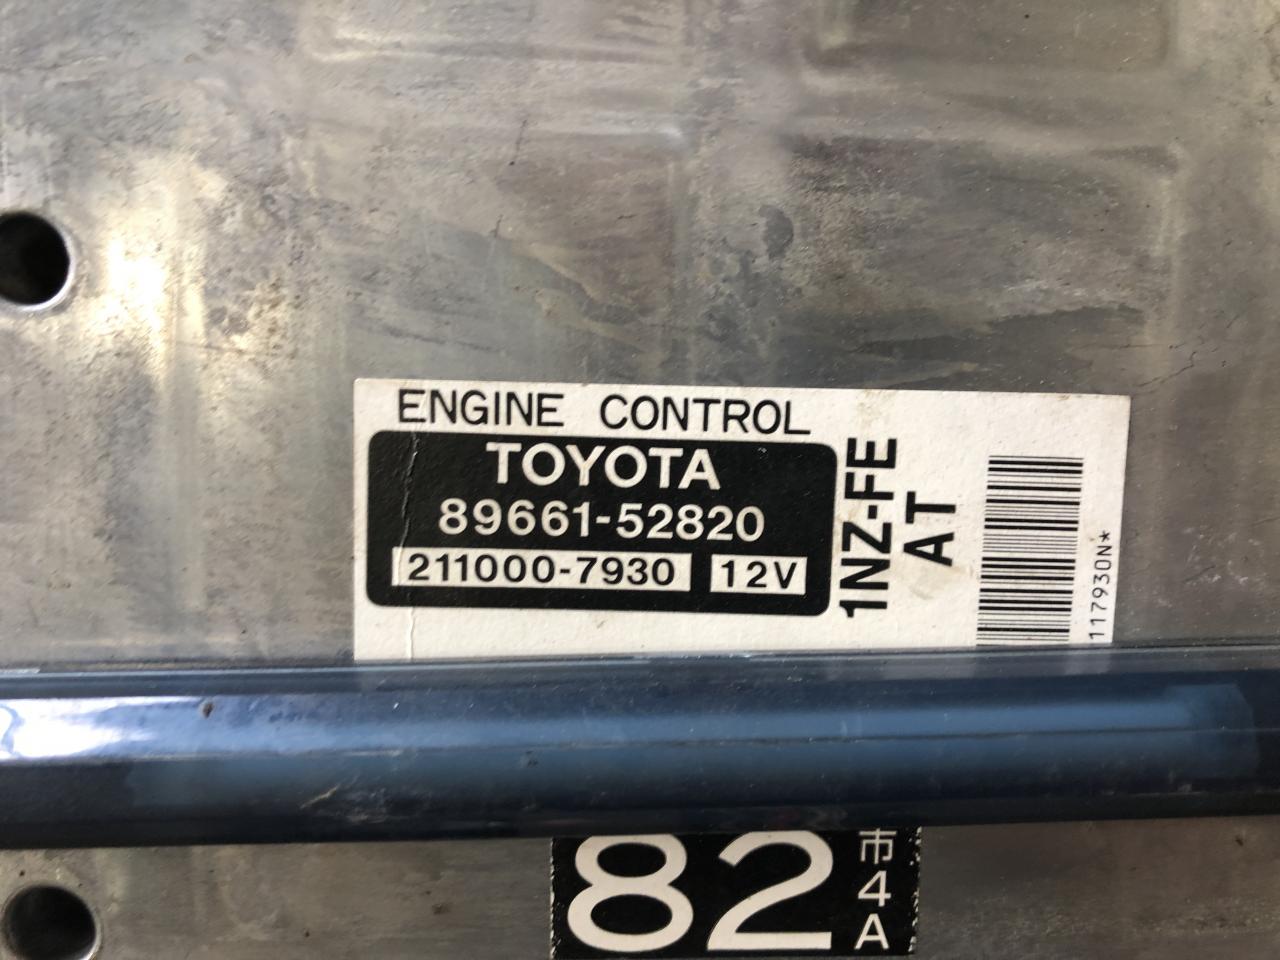 ENGINE CONTROL
TOYOTA
89661-52820
211000-7930 12V
1NZ-FE
AT
117930N*
82
市
4
A